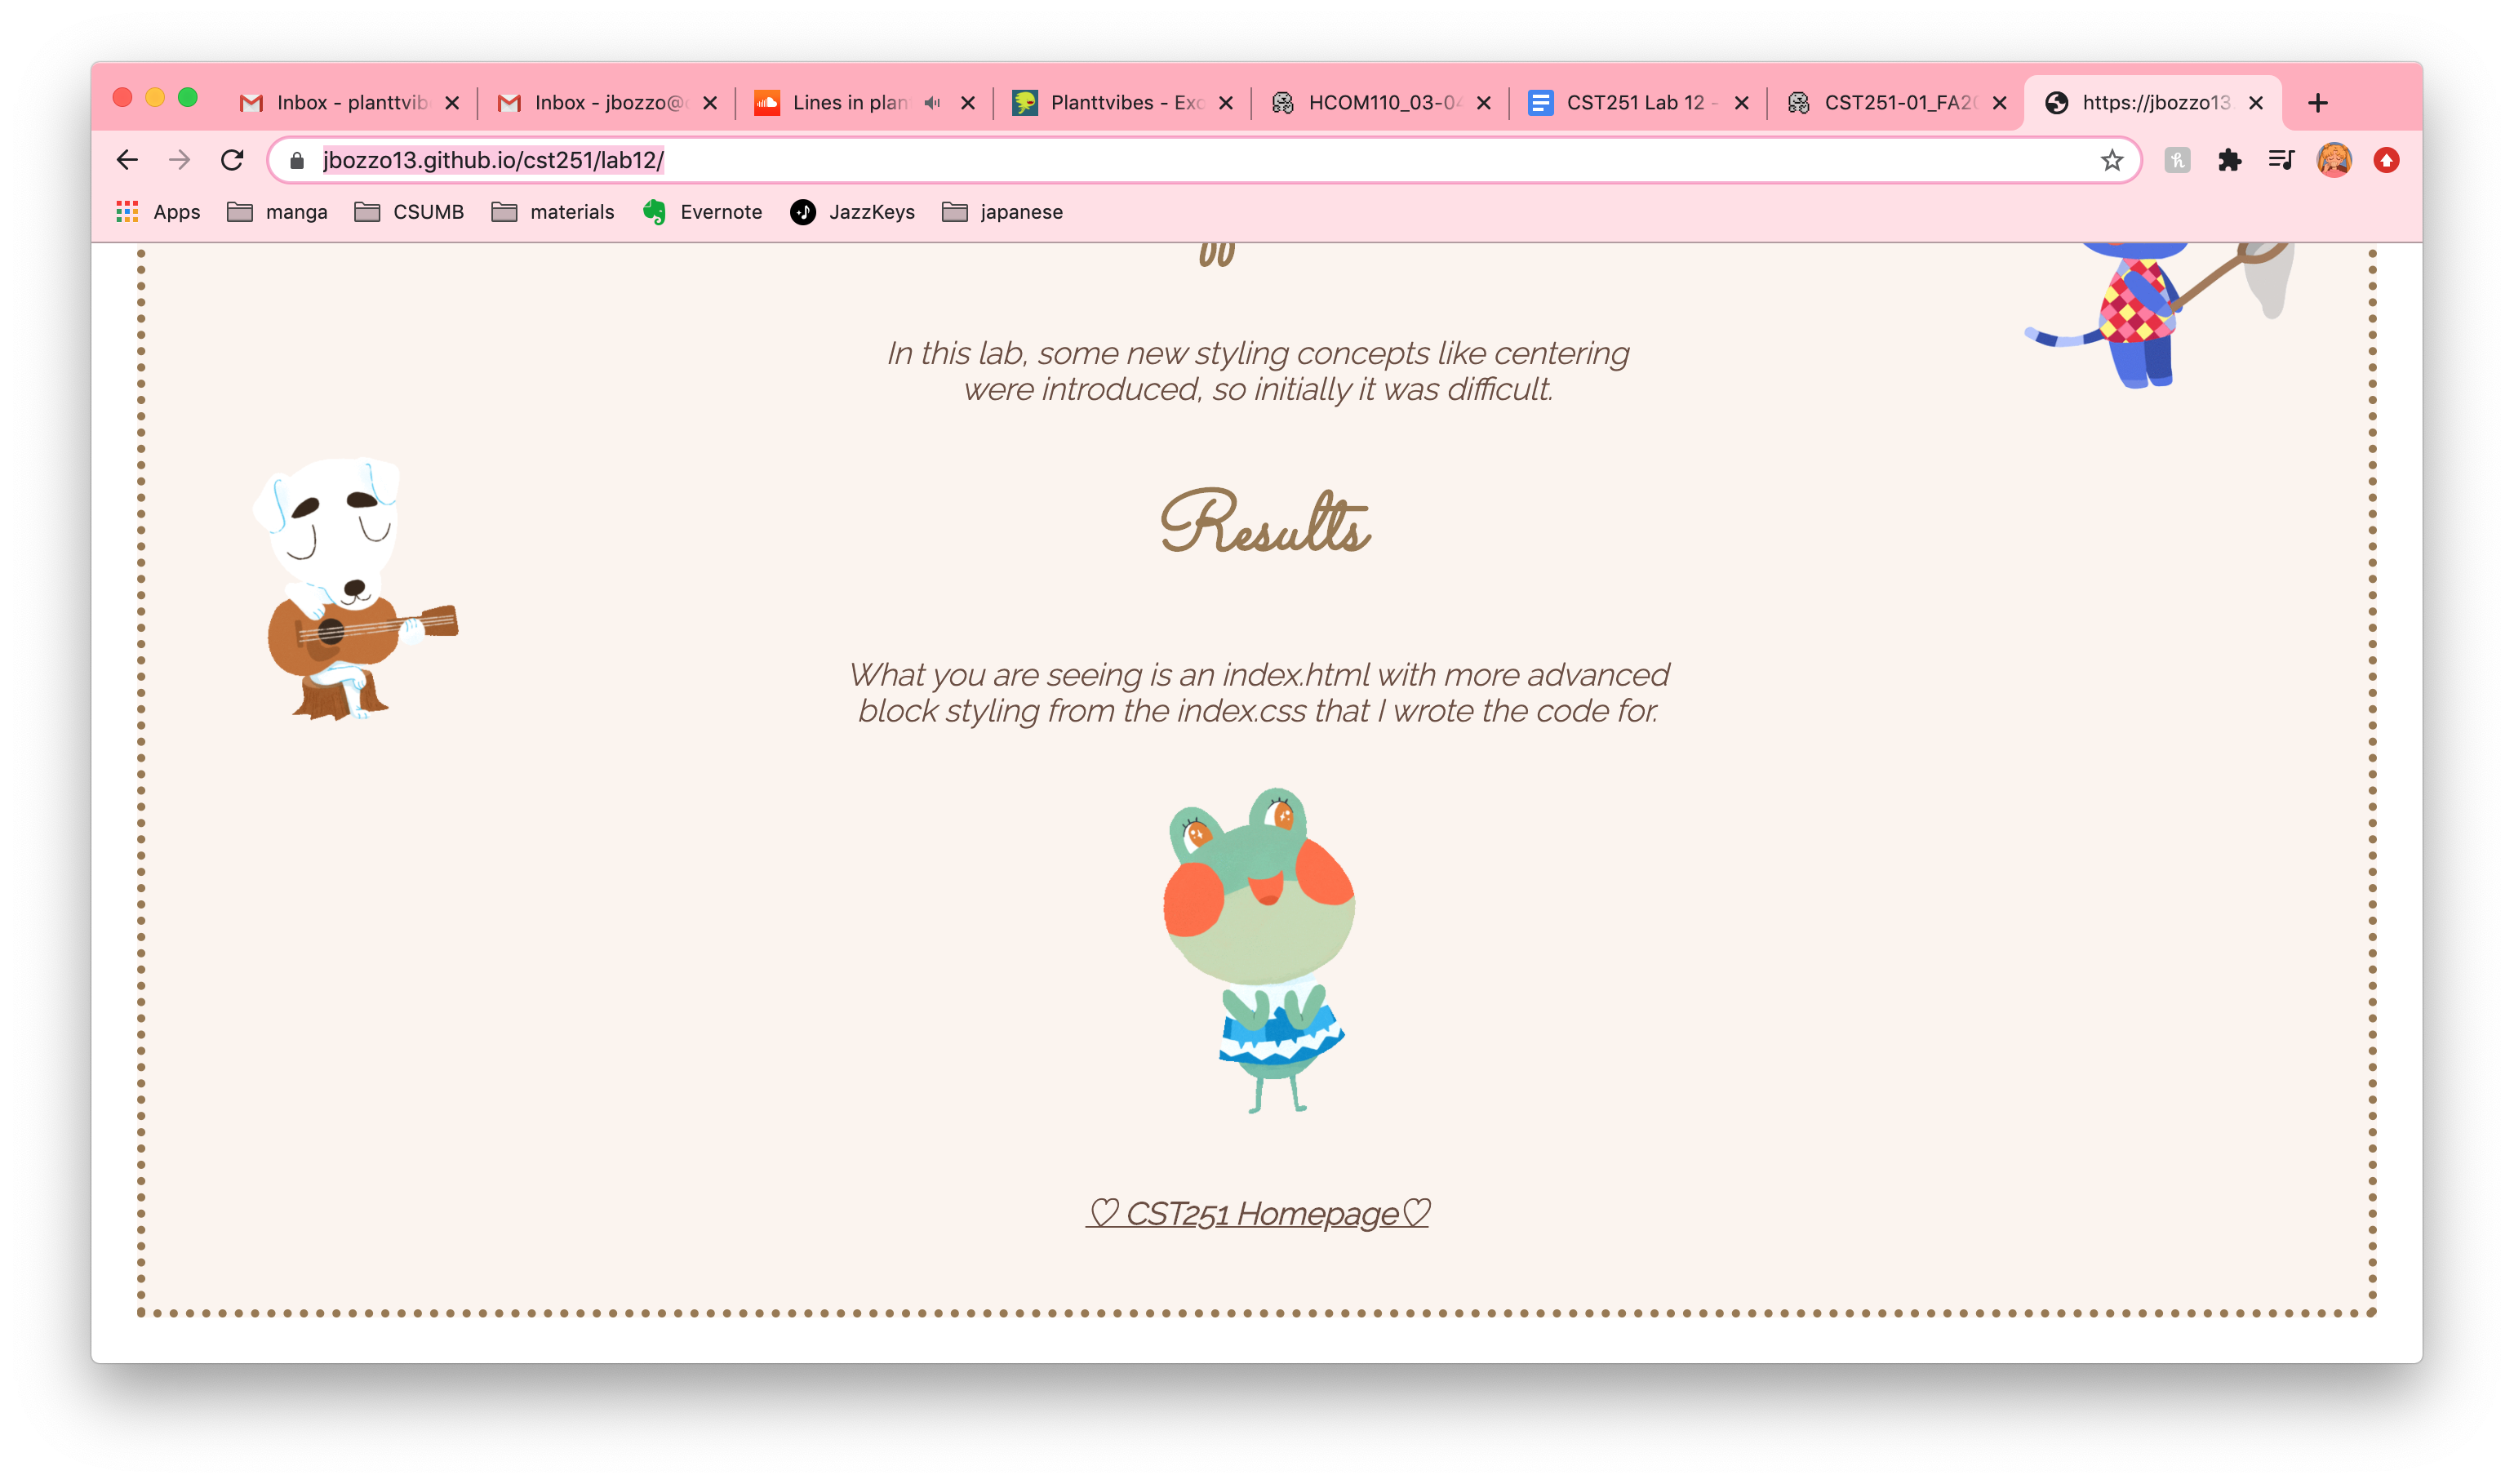 Inbox - planttvib
Inbox - jbozzo@
Lines in plan
Planttvibes - Exc
HCOM110_03-04
CST251 Lab 12 -
CST251-01_FA20
https://jbozzo13
jbozzo13.github.io/cst251/lab12/
Apps
manga
CSUMB
materials
Evernote
JazzKeys
japanese
In this lab, some new styling concepts like centering
were introduced, so initially it was difficult.
Results
What you are seeing is an index.html with more advanced
block styling from the index.css that I wrote the code for.
♡ CST251 Homepage♡